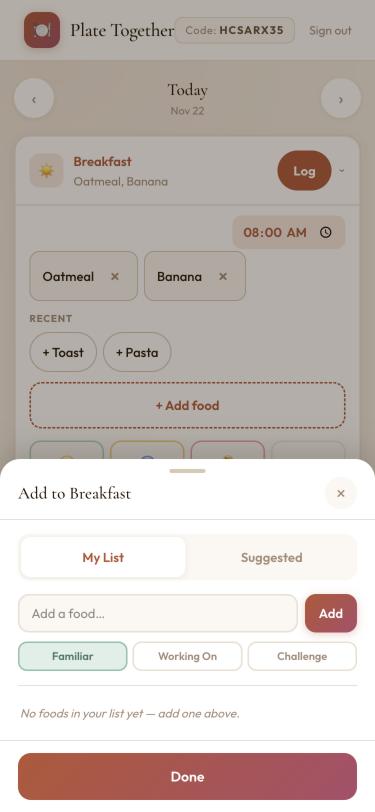 Plate Together
Code: HCSARX35
Sign out
‹
Today
›
Nov 22
Breakfast
Oatmeal, Banana
Log
08:00 AM
Oatmeal ×
Banana ×
RECENT
+ Toast
+ Pasta
+ Add food
Add to Breakfast
×
My List
Suggested
Add a food…
Add
Familiar
Working On
Challenge
No foods in your list yet — add one above.
Done